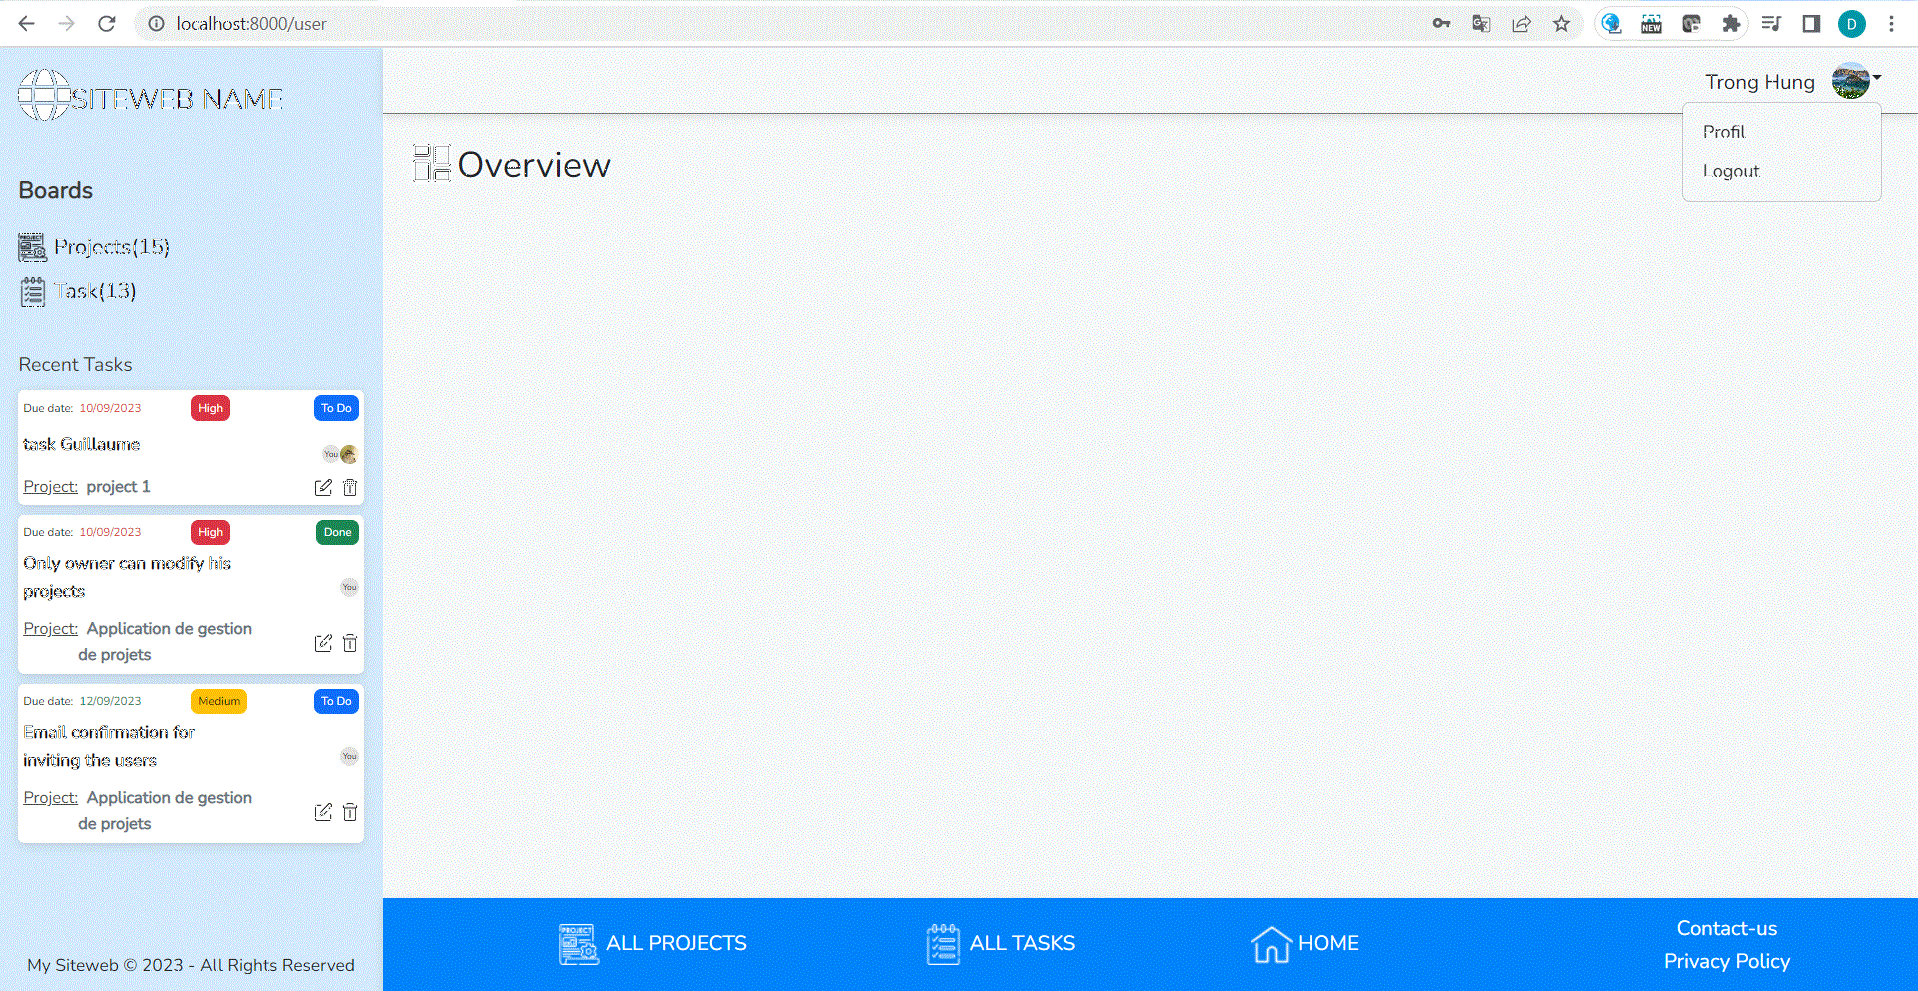 localhost:8000/user
NEW
D
SITEWEB NAME
Trong Hung
Profil
Logout
Overview
Boards
PROJECT
Projects(15)
Task(13)
Recent Tasks
Due date: 10/09/2023 High To Do
task Guillaume
You
Project: project 1
Due date: 10/09/2023 High Done
Only owner can modify his
projects
You
Project: Application de gestion
de projets
Due date: 12/09/2023 Medium To Do
Email confirmation for
inviting the users
You
Project: Application de gestion
de projets
My Siteweb © 2023 - All Rights Reserved
PROJECT
ALL PROJECTS
ALL TASKS
HOME
Contact-us
Privacy Policy